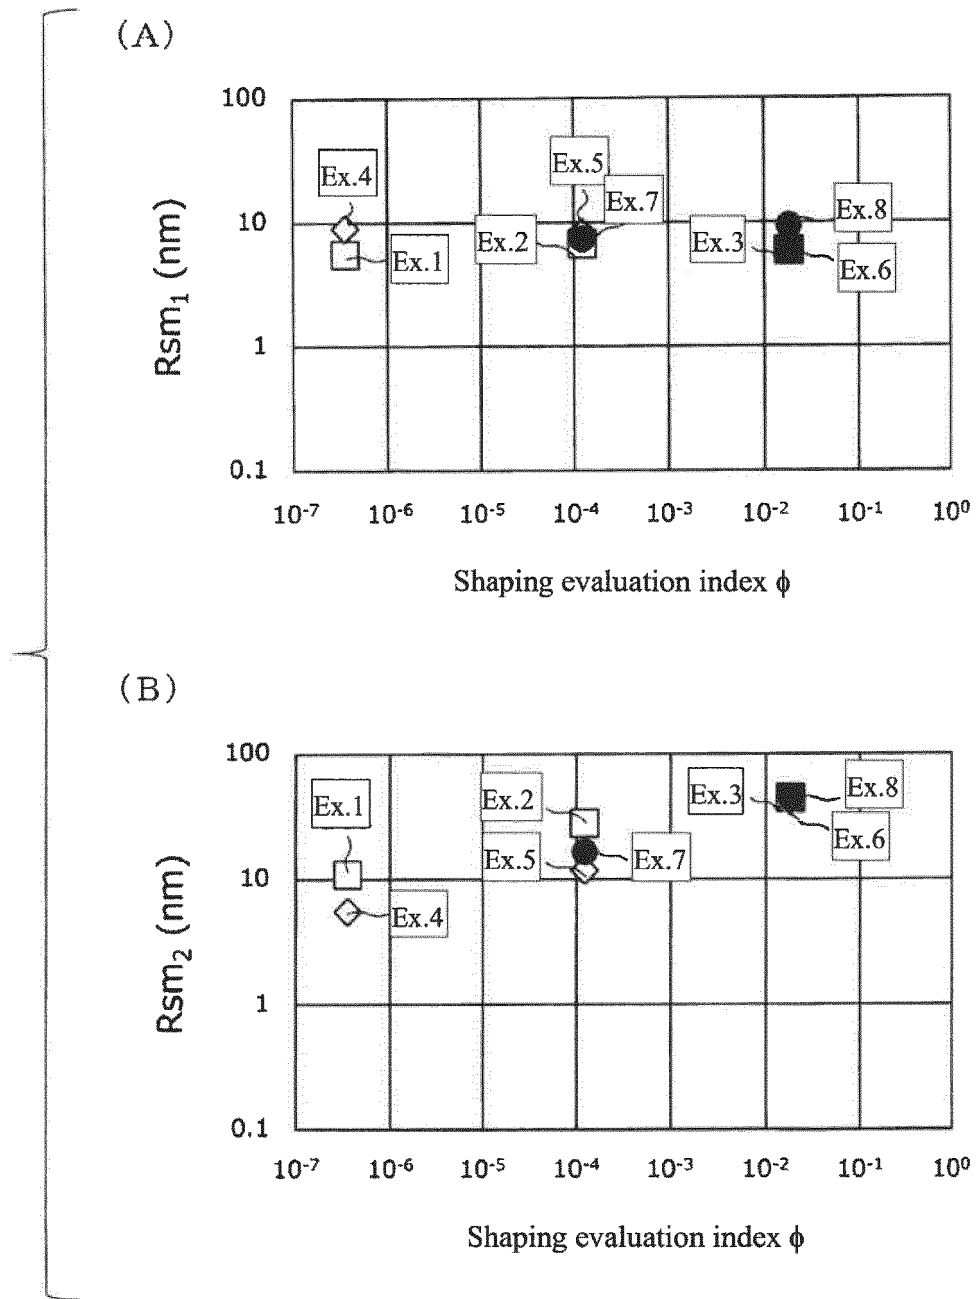 (A)
100
10
1
0.1
Rsm₁ (nm)
Ex.4
Ex.1
Ex.5
Ex.7
Ex.2
Ex.3
Ex.8
Ex.6
10⁻⁷ 10⁻⁶ 10⁻⁵ 10⁻⁴ 10⁻³ 10⁻² 10⁻¹ 10⁰
Shaping evaluation index ϕ
(B)
100
10
1
0.1
Rsm₂ (nm)
Ex.1
Ex.4
Ex.2
Ex.5
Ex.7
Ex.3
Ex.8
Ex.6
10⁻⁷ 10⁻⁶ 10⁻⁵ 10⁻⁴ 10⁻³ 10⁻² 10⁻¹ 10⁰
Shaping evaluation index ϕ